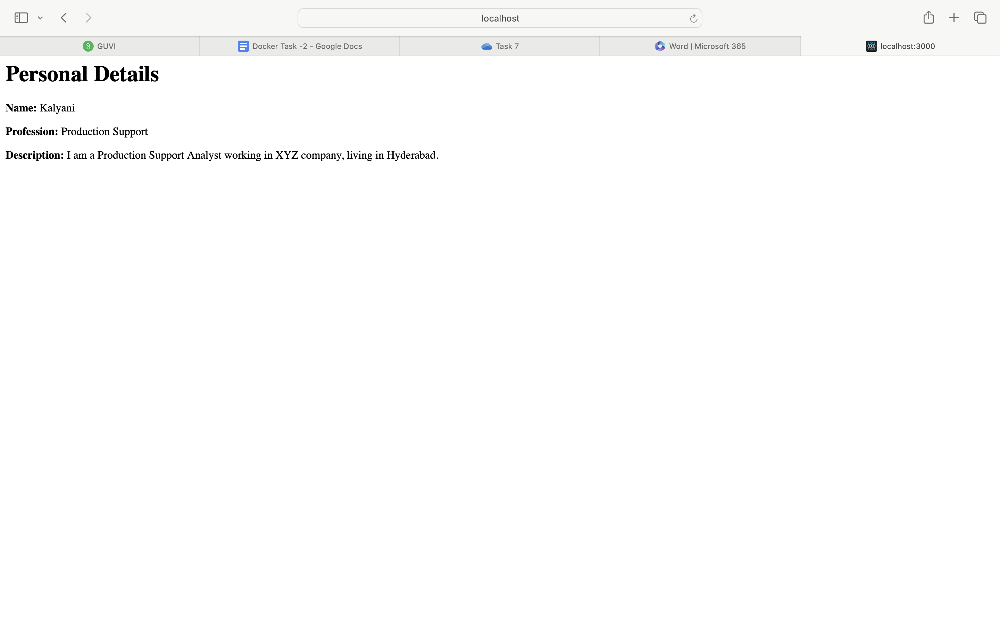 localhost
GUVI
Docker Task -2 - Google Docs
Task 7
Word | Microsoft 365
localhost:3000
Personal Details
Name: Kalyani
Profession: Production Support
Description: I am a Production Support Analyst working in XYZ company, living in Hyderabad.